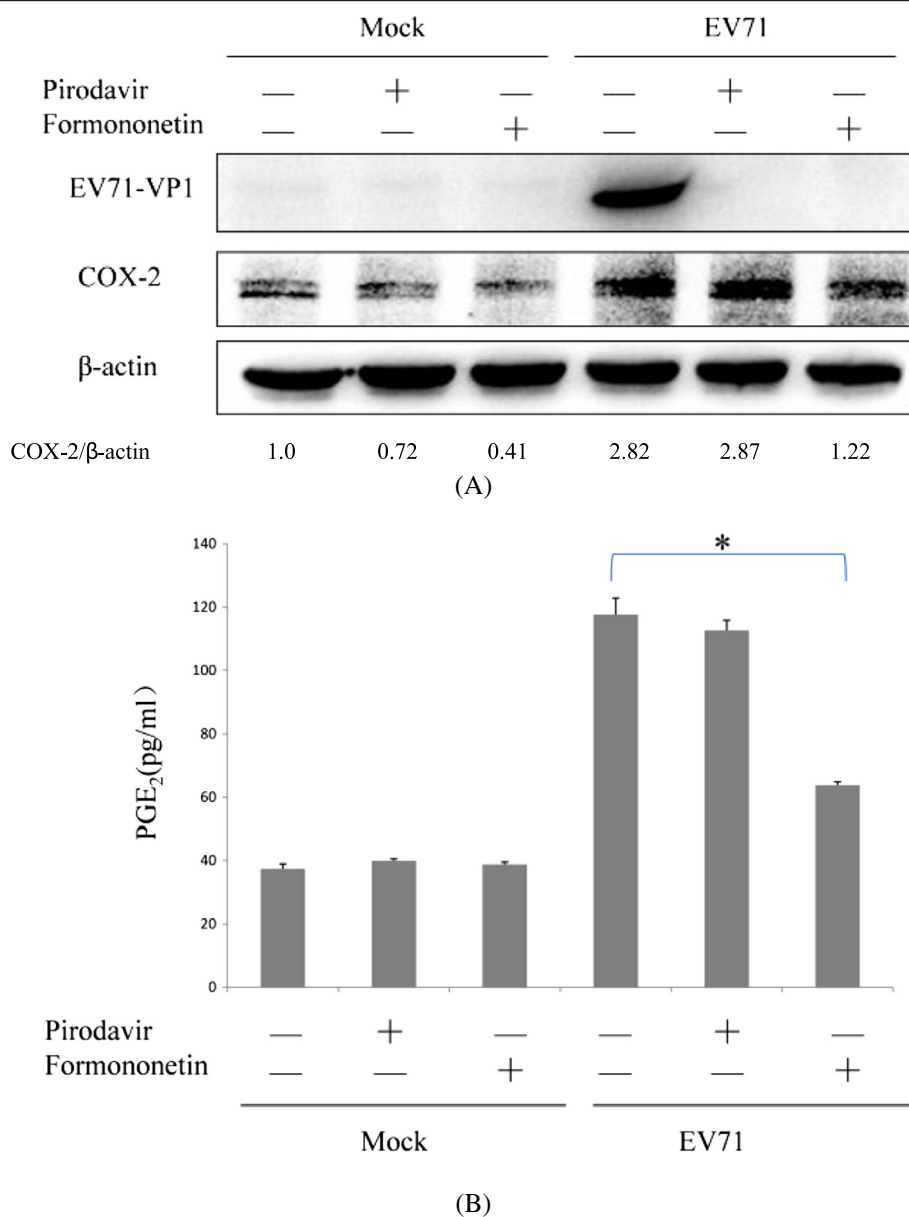 Mock EV71
Pirodavir — + — — + —
Formononetin — — + — — +
EV71-VP1
COX-2
β-actin
COX-2/β-actin 1.0 0.72 0.41 2.82 2.87 1.22
(A)
*
140
120
100
80
60
40
20
0
PGE₂(pg/ml)
Pirodavir — + — — + —
Formononetin — — + — — +
Mock EV71
(B)